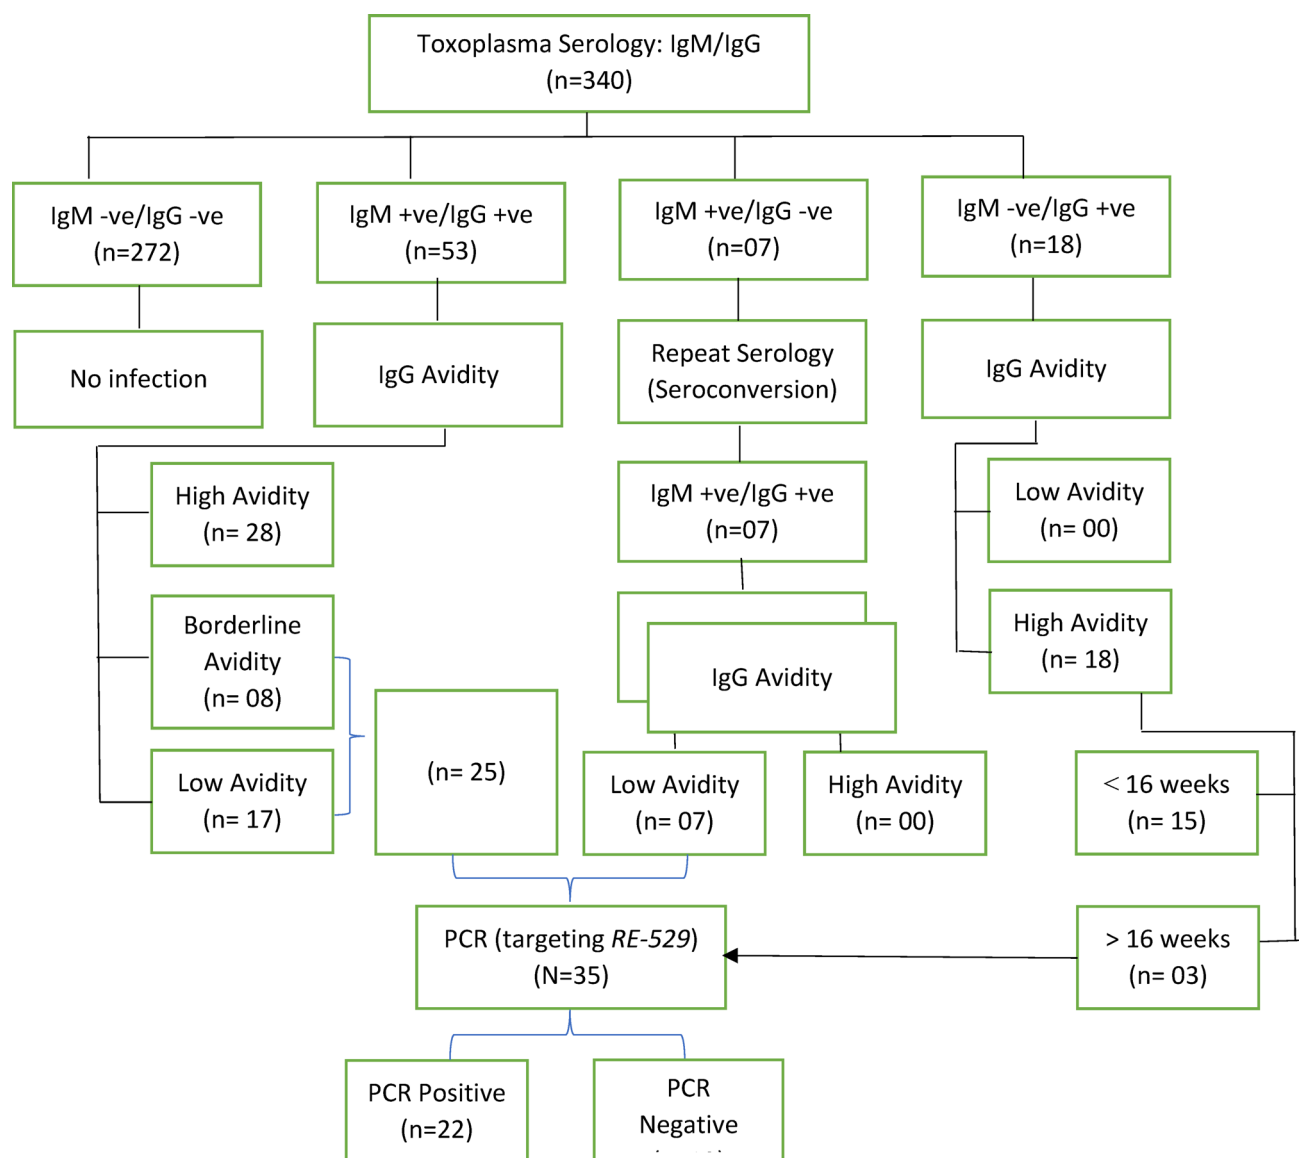 Toxoplasma Serology: IgM/IgG
(n=340)
IgM -ve/IgG -ve
(n=272)
IgM +ve/IgG +ve
(n=53)
IgM +ve/IgG -ve
(n=07)
IgM -ve/IgG +ve
(n=18)
No infection
IgG Avidity
Repeat Serology
(Seroconversion)
IgG Avidity
High Avidity
(n= 28)
IgM +ve/IgG +ve
(n=07)
Low Avidity
(n= 00)
Borderline
Avidity
(n= 08)
IgG Avidity
High Avidity
(n= 18)
Low Avidity
(n= 17)
(n= 25)
Low Avidity
(n= 07)
High Avidity
(n= 00)
< 16 weeks
(n= 15)
PCR (targeting RE-529)
(N=35)
> 16 weeks
(n= 03)
PCR Positive
(n=22)
PCR
Negative